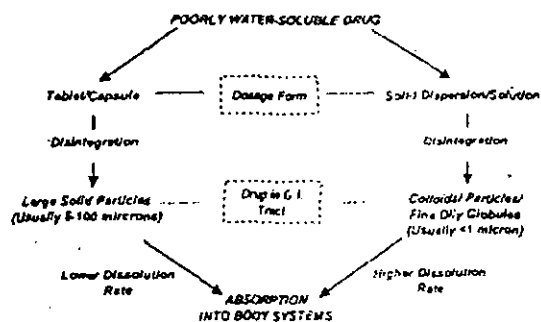 POORLY WATER-SOLUBLE DRUG
Tablet/Capsule
Dosage Form
Solid Dispersion/Solution
Disintegration
Disintegration
Large Solid Particles
(Usually 5-100 mircrons)
Drug in G.I.
Tract
Colloidal Particles/
Fine Oily Globules
(Usually <1 micron)
Lower Dissolution
Rate
Higher Dissolution
Rate
ABSORPTION
INTO BODY SYSTEMS